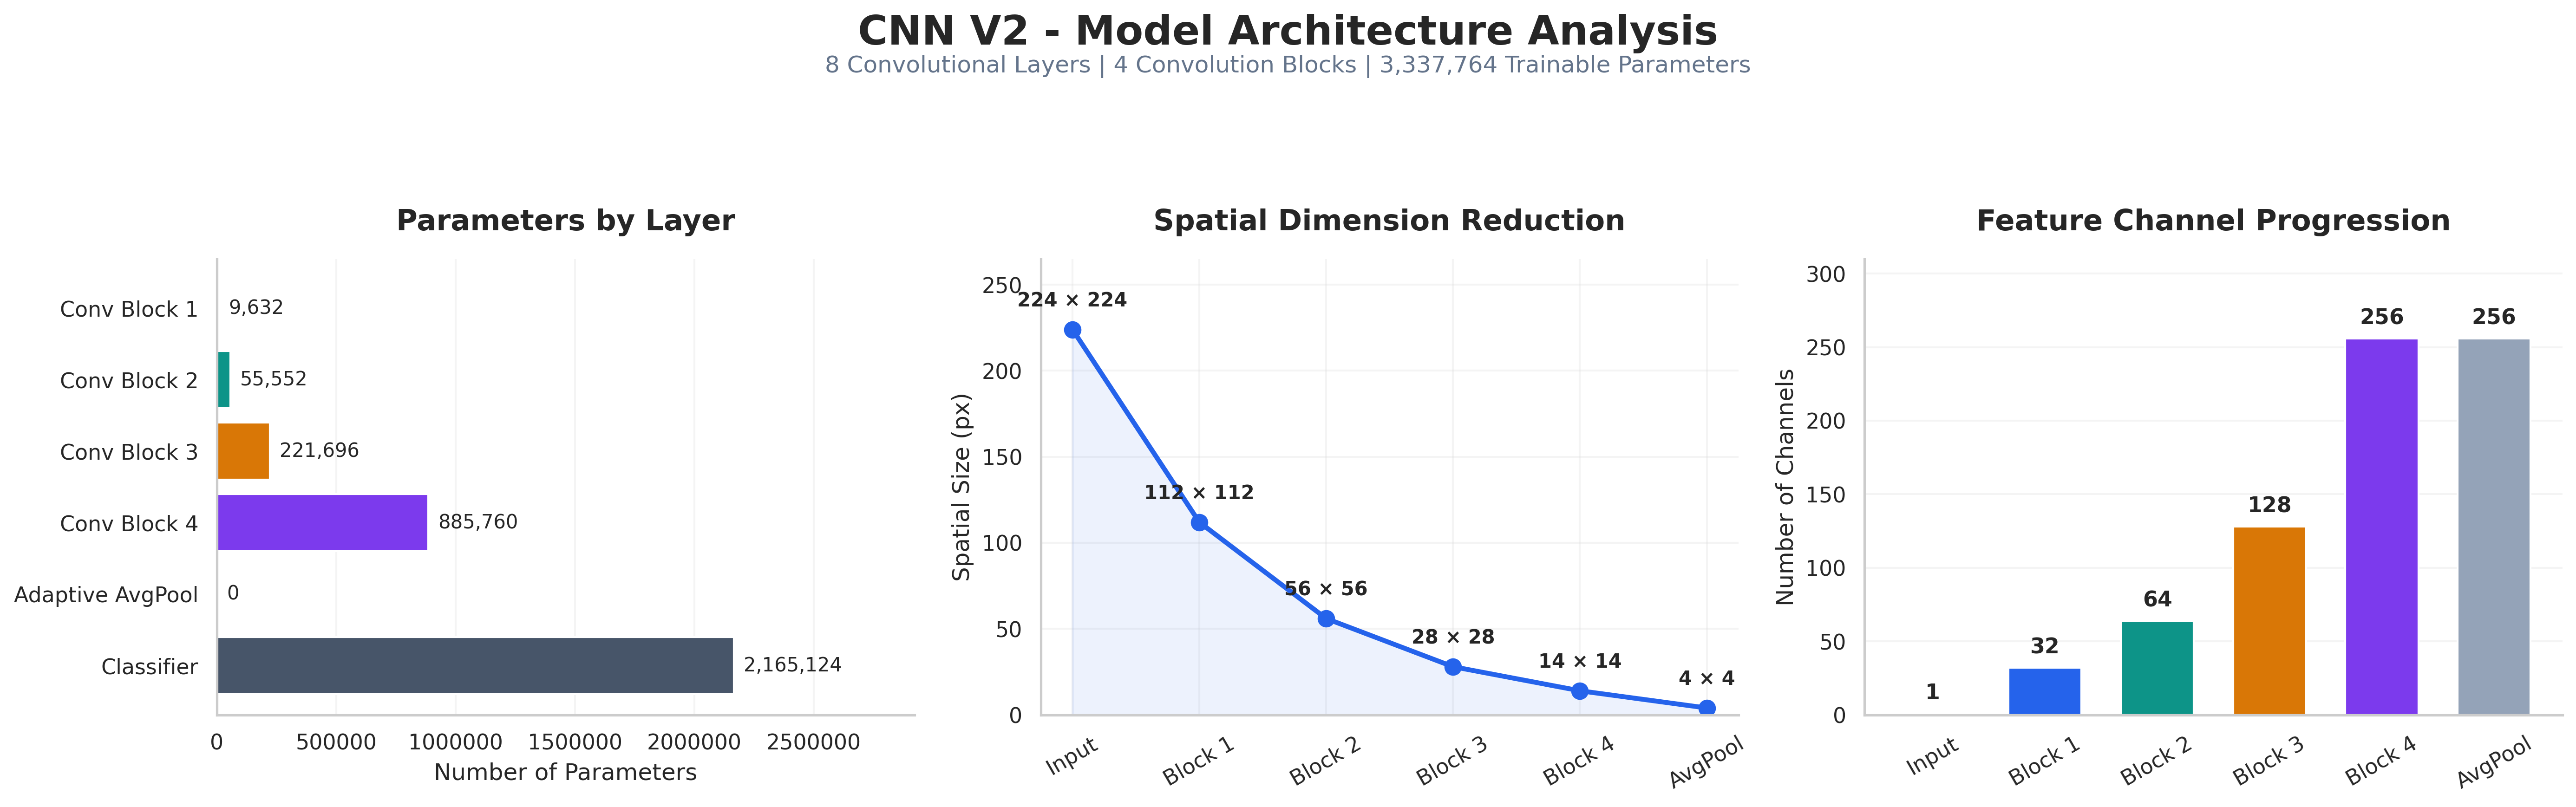 CNN V2 - Model Architecture Analysis
8 Convolutional Layers | 4 Convolution Blocks | 3,337,764 Trainable Parameters
Parameters by Layer
Conv Block 1
9,632
Conv Block 2
55,552
Conv Block 3
221,696
Conv Block 4
885,760
Adaptive AvgPool
0
Classifier
2,165,124
0 500000 1000000 1500000 2000000 2500000
Number of Parameters
Spatial Dimension Reduction
Spatial Size (px)
250
200
150
100
50
0
224 × 224
112 × 112
56 × 56
28 × 28
14 × 14
4 × 4
Input Block 1 Block 2 Block 3 Block 4 AvgPool
Feature Channel Progression
Number of Channels
300
250
200
150
100
50
0
1
32
64
128
256
256
Input Block 1 Block 2 Block 3 Block 4 AvgPool